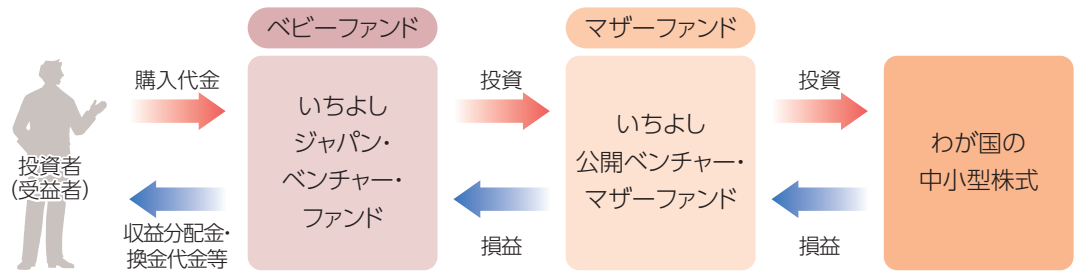 ベビーファンド
マザーファンド
購入代金
投資
投資
いちよし
ジャパン・
ベンチャー・
ファンド
いちよし
公開ベンチャー・
マザーファンド
わが国の
中小型株式
投資者
(受益者)
収益分配金・
換金代金等
損益
損益